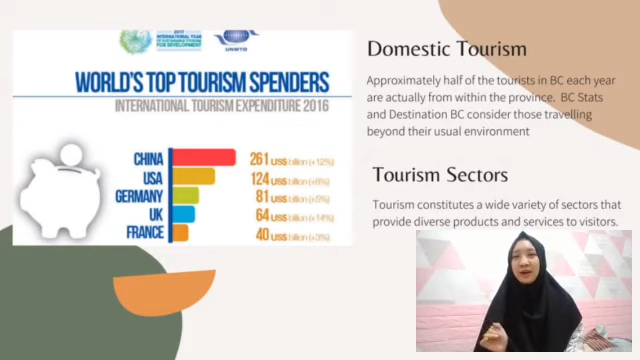 2017
INTERNATIONAL YEAR
OF SUSTAINABLE TOURISM
FOR DEVELOPMENT
UNWTO
WORLD'S TOP TOURISM SPENDERS
INTERNATIONAL TOURISM EXPENDITURE 2016
CHINA 261 US$ billion (+12%)
USA 124 US$ billion (+8%)
GERMANY 81 US$ billion (+5%)
UK 64 US$ billion (+14%)
FRANCE 40 US$ billion (+3%)
Domestic Tourism
Approximately half of the tourists in BC each year
are actually from within the province. BC Stats
and Destination BC consider those travelling
beyond their usual environment
Tourism Sectors
Tourism constitutes a wide variety of sectors that
provide diverse products and services to visitors.